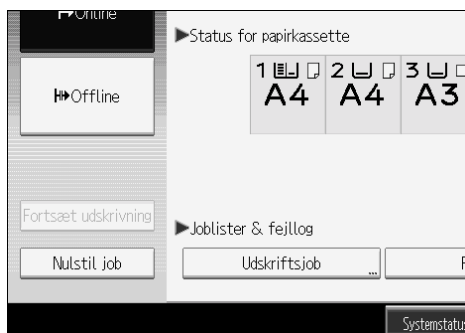 Online
Offline
Fortsæt udskrivning
Nulstil job
►Status for papirkassette
1 2 3
A4 A4 A3
►Joblister & fejllog
Udskriftsjob ...
Systemstatus